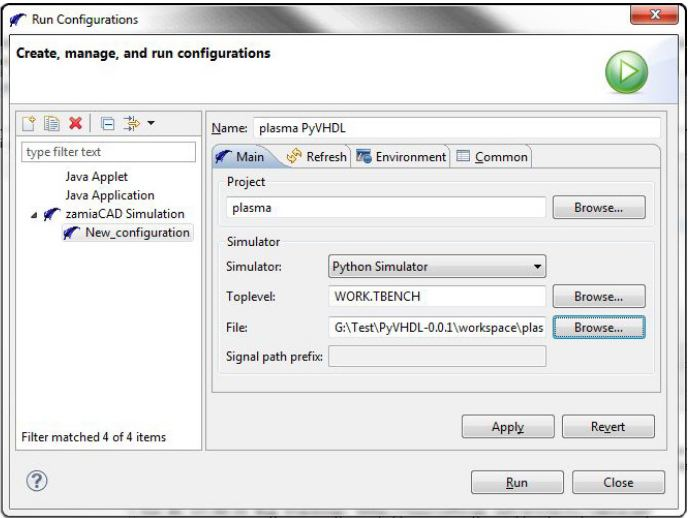 Run Configurations
Create, manage, and run configurations
type filter text
Java Applet
Java Application
zamiaCAD Simulation
New_configuration
Filter matched 4 of 4 items
Name: plasma PyVHDL
Main Refresh Environment Common
Project
plasma Browse...
Simulator
Simulator: Python Simulator
Toplevel: WORK.TBENCH Browse...
File: G:\Test\PyVHDL-0.0.1\workspace\plas Browse...
Signal path prefix:
Apply Revert
? Run Close